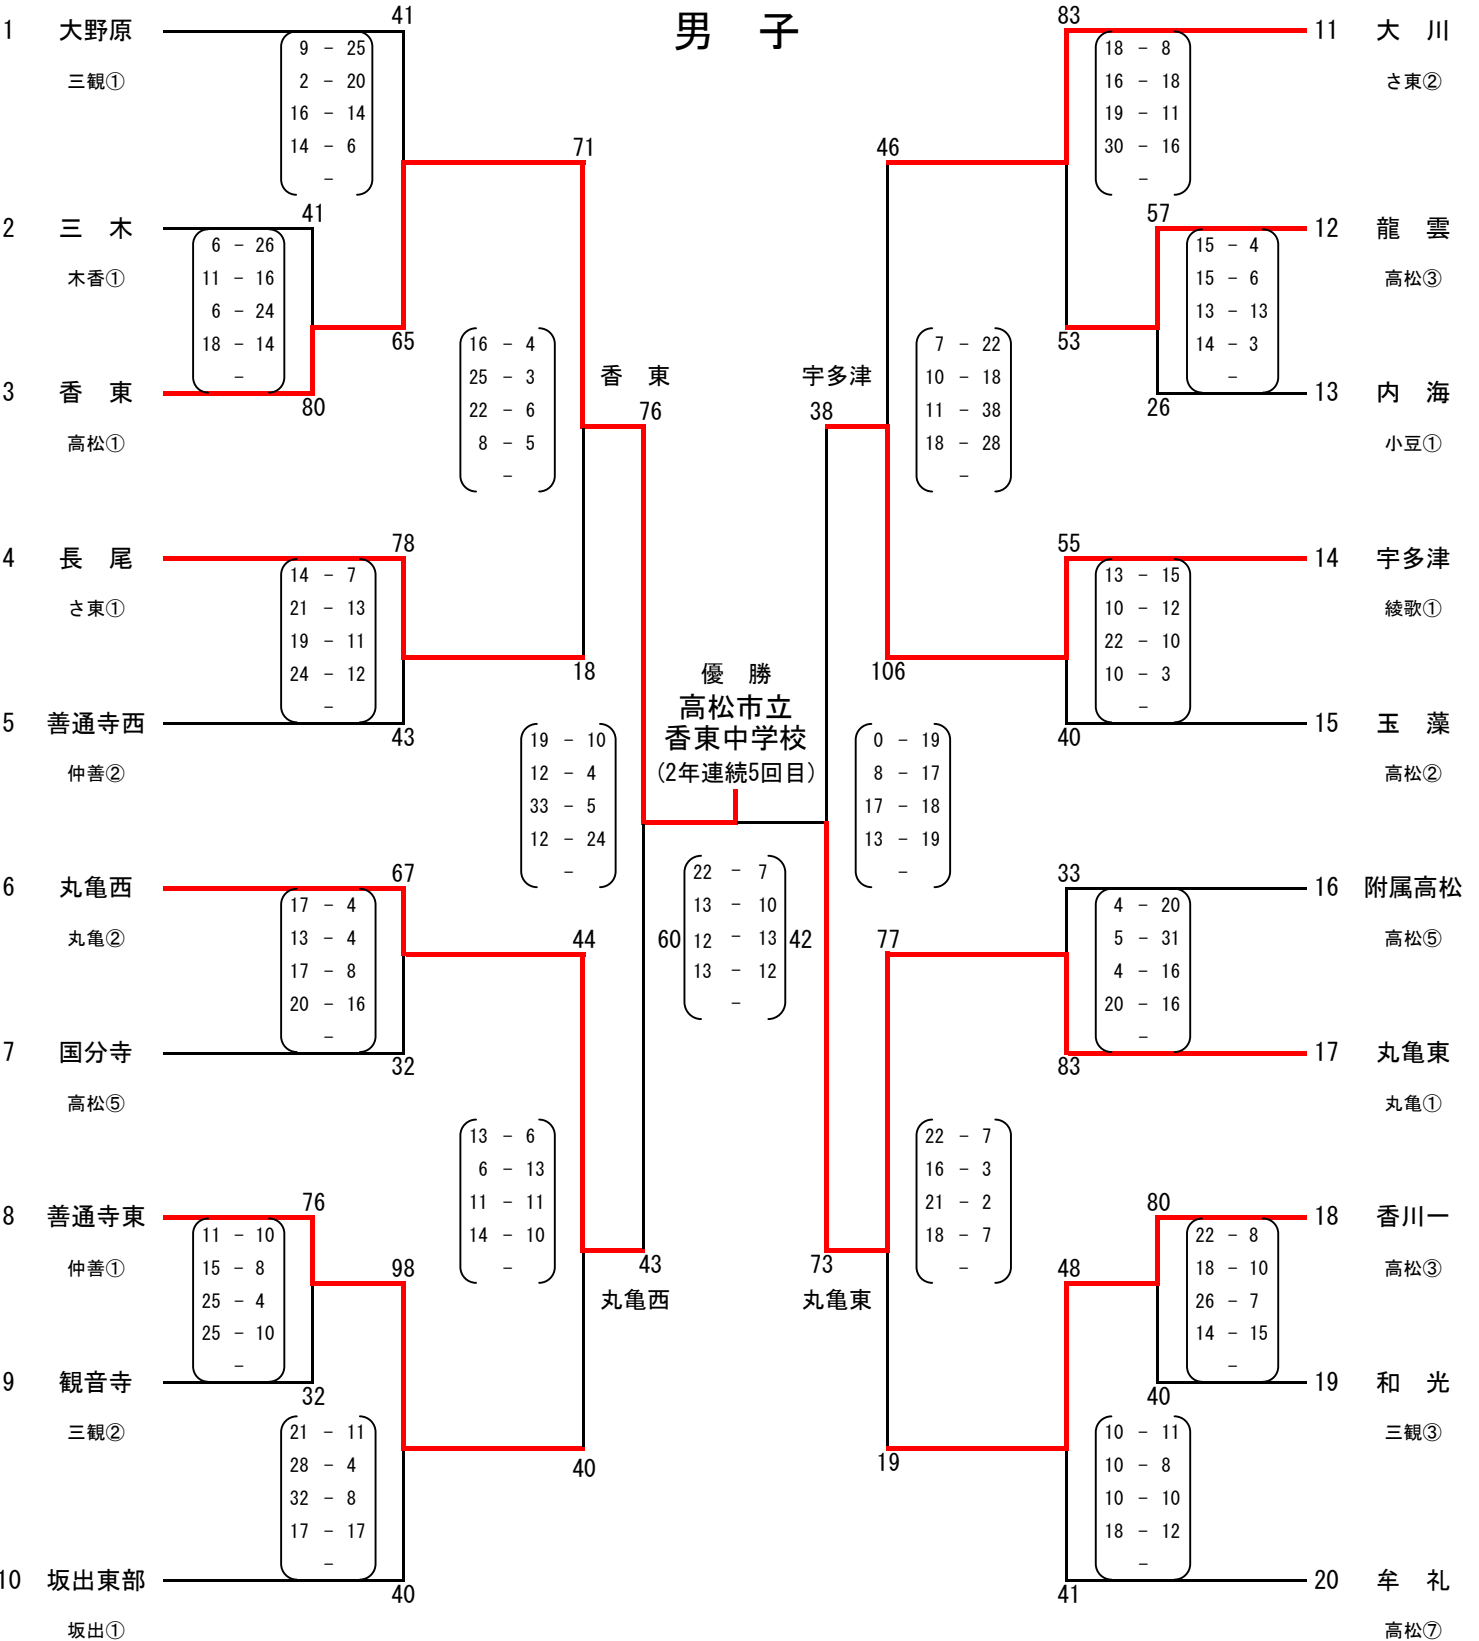 男 子
1 大野原 41
三観①
9 - 25
2 - 20
16 - 14
14 - 6
-
2 三 木 41
木香①
6 - 26
11 - 16
6 - 24
18 - 14
-
3 香 東 80
高松①
65
71
16 - 4
25 - 3
22 - 6
8 - 5
-
香 東
76
4 長 尾 78
さ東①
14 - 7
21 - 13
19 - 11
24 - 12
-
18
5 善通寺西 43
仲善②
19 - 10
12 - 4
33 - 5
12 - 24
-
6 丸亀西 67
丸亀②
17 - 4
13 - 4
17 - 8
20 - 16
-
44
7 国分寺 32
高松⑤
13 - 6
6 - 13
11 - 11
14 - 10
-
8 善通寺東 76
仲善①
11 - 10
15 - 8
25 - 4
25 - 10
-
98
43
丸亀西
9 観音寺 32
三観②
21 - 11
28 - 4
32 - 8
17 - 17
-
40
10 坂出東部 40
坂出①
優 勝
高松市立
香東中学校
(2年連続5回目)
60
22 - 7
13 - 10
12 - 13
13 - 12
-
42
83 11 大 川
さ東②
18 - 8
16 - 18
19 - 11
30 - 16
-
46
57 12 龍 雲
高松③
15 - 4
15 - 6
13 - 13
14 - 3
-
53
26 13 内 海
小豆①
7 - 22
10 - 18
11 - 38
18 - 28
-
宇多津
38
55 14 宇多津
綾歌①
13 - 15
10 - 12
22 - 10
10 - 3
-
106
40 15 玉 藻
高松②
0 - 19
8 - 17
17 - 18
13 - 19
-
33 16 附属高松
高松⑤
4 - 20
5 - 31
4 - 16
20 - 16
-
77
83 17 丸亀東
丸亀①
22 - 7
16 - 3
21 - 2
18 - 7
-
73
丸亀東
80 18 香川一
高松③
22 - 8
18 - 10
26 - 7
14 - 15
-
48
40 19 和 光
三観③
10 - 11
10 - 8
10 - 10
18 - 12
-
19
41 20 牟 礼
高松⑦